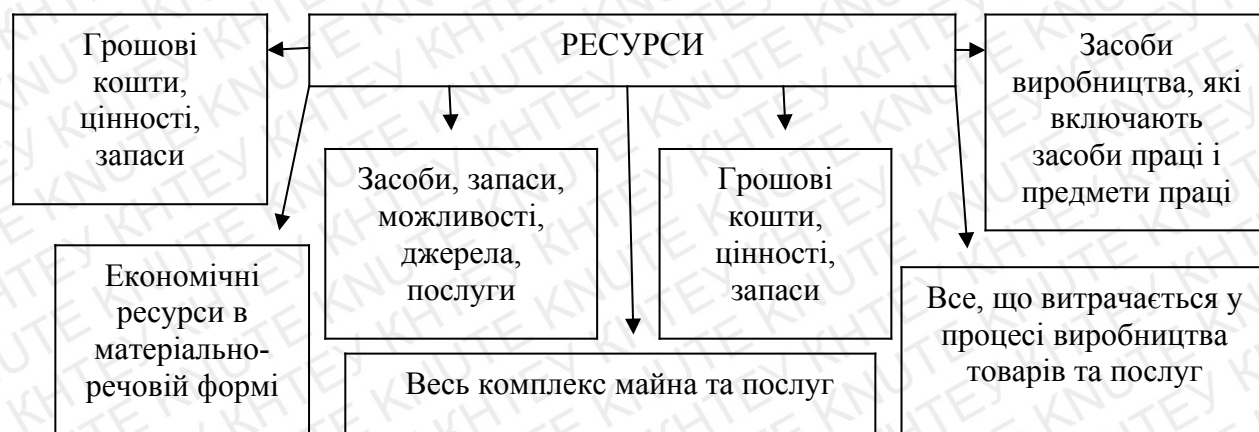 РЕСУРСИ
Грошові
кошти,
цінності,
запаси
Засоби
виробництва, які
включають
засоби праці і
предмети праці
Засоби, запаси,
можливості,
джерела,
послуги
Грошові
кошти,
цінності,
запаси
Економічні
ресурси в
матеріально-
речовій формі
Весь комплекс майна та послуг
Все, що витрачається у
процесі виробництва
товарів та послуг